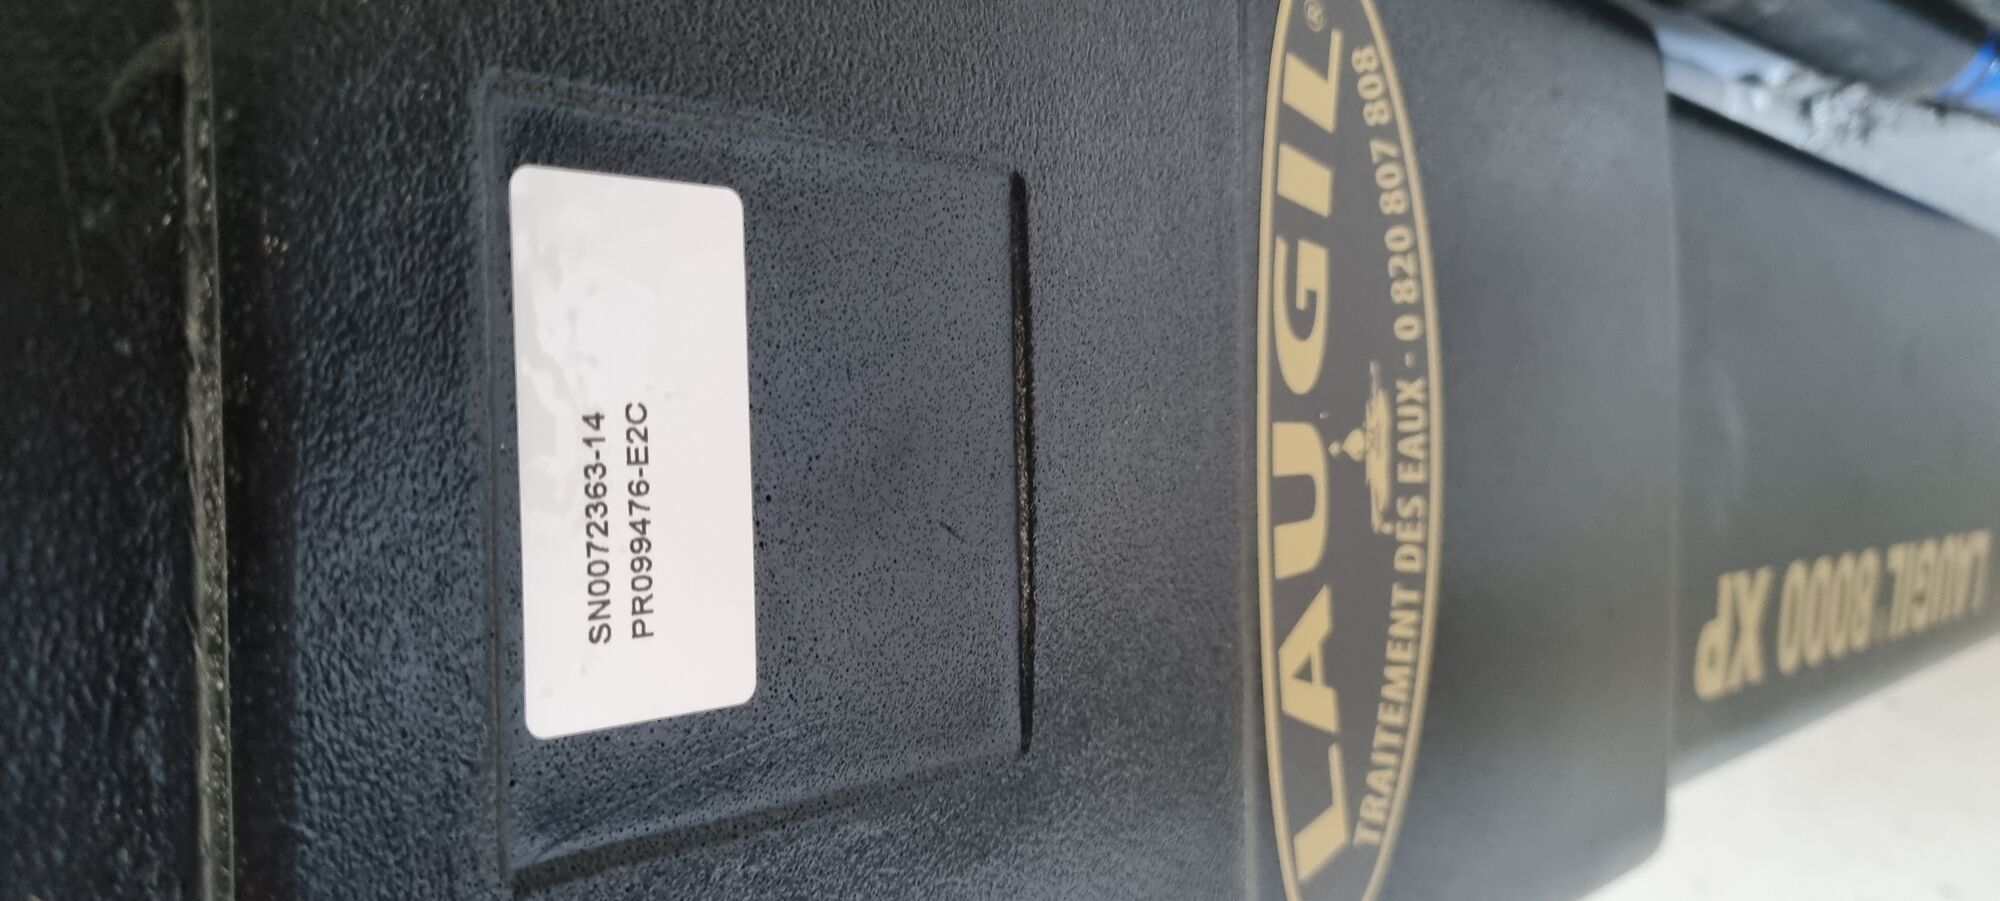 SN0072363-14
PR099476-E2C
LAUGIL®
TRAITEMENT DES EAUX - 0 820 807 808
LAUGIL 8000 XP